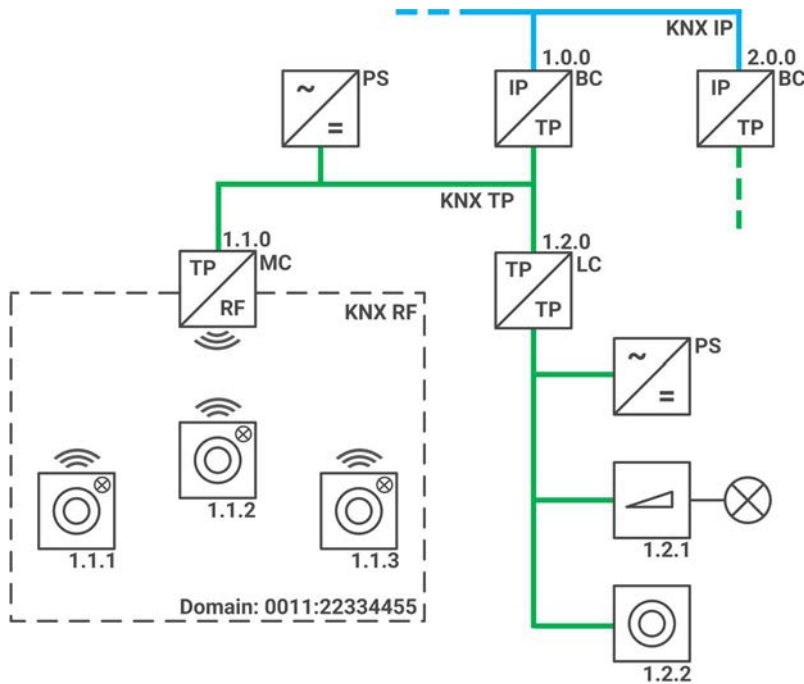 KNX IP
1.0.0
2.0.0
PS
IP
BC
TP
IP
BC
TP
~
=
KNX TP
1.1.0
TP
MC
RF
1.2.0
TP
LC
TP
KNX RF
PS
~
=
1.1.2
1.1.1
1.1.3
1.2.1
Domain: 0011:22334455
1.2.2